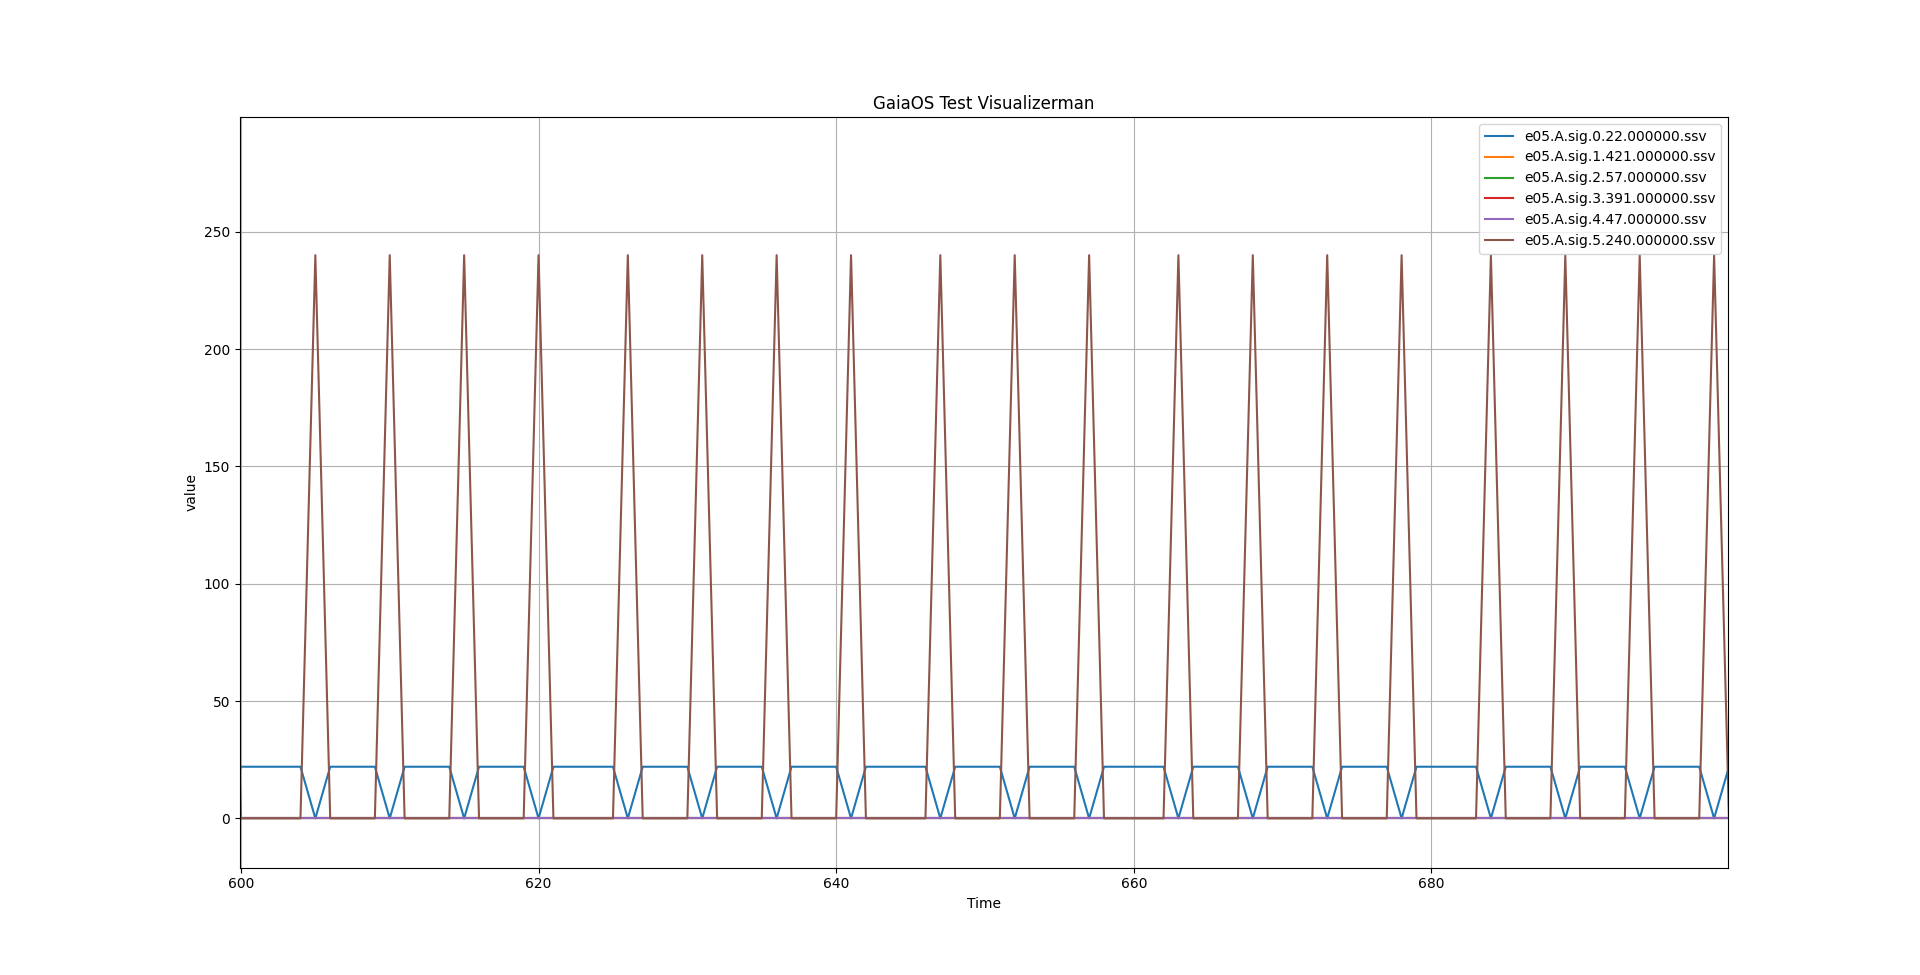 GaiaOS Test Visualizerman
e05.A.sig.0.22.000000.ssv
e05.A.sig.1.421.000000.ssv
e05.A.sig.2.57.000000.ssv
e05.A.sig.3.391.000000.ssv
e05.A.sig.4.47.000000.ssv
e05.A.sig.5.240.000000.ssv
250
200
150
100
50
0
value
600
620
640
660
680
Time